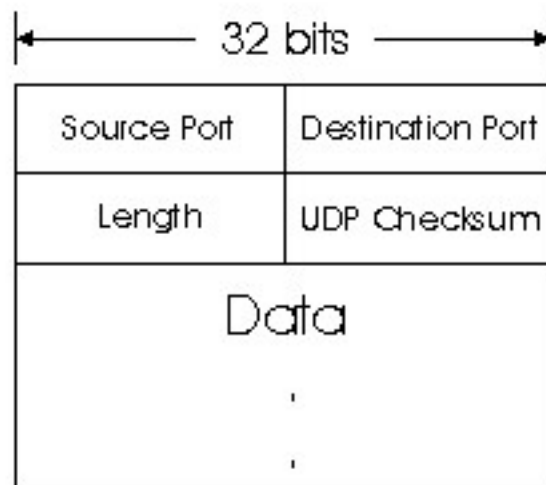 32 bits
Source Port Destination Port
Length UDP Checksum
Data